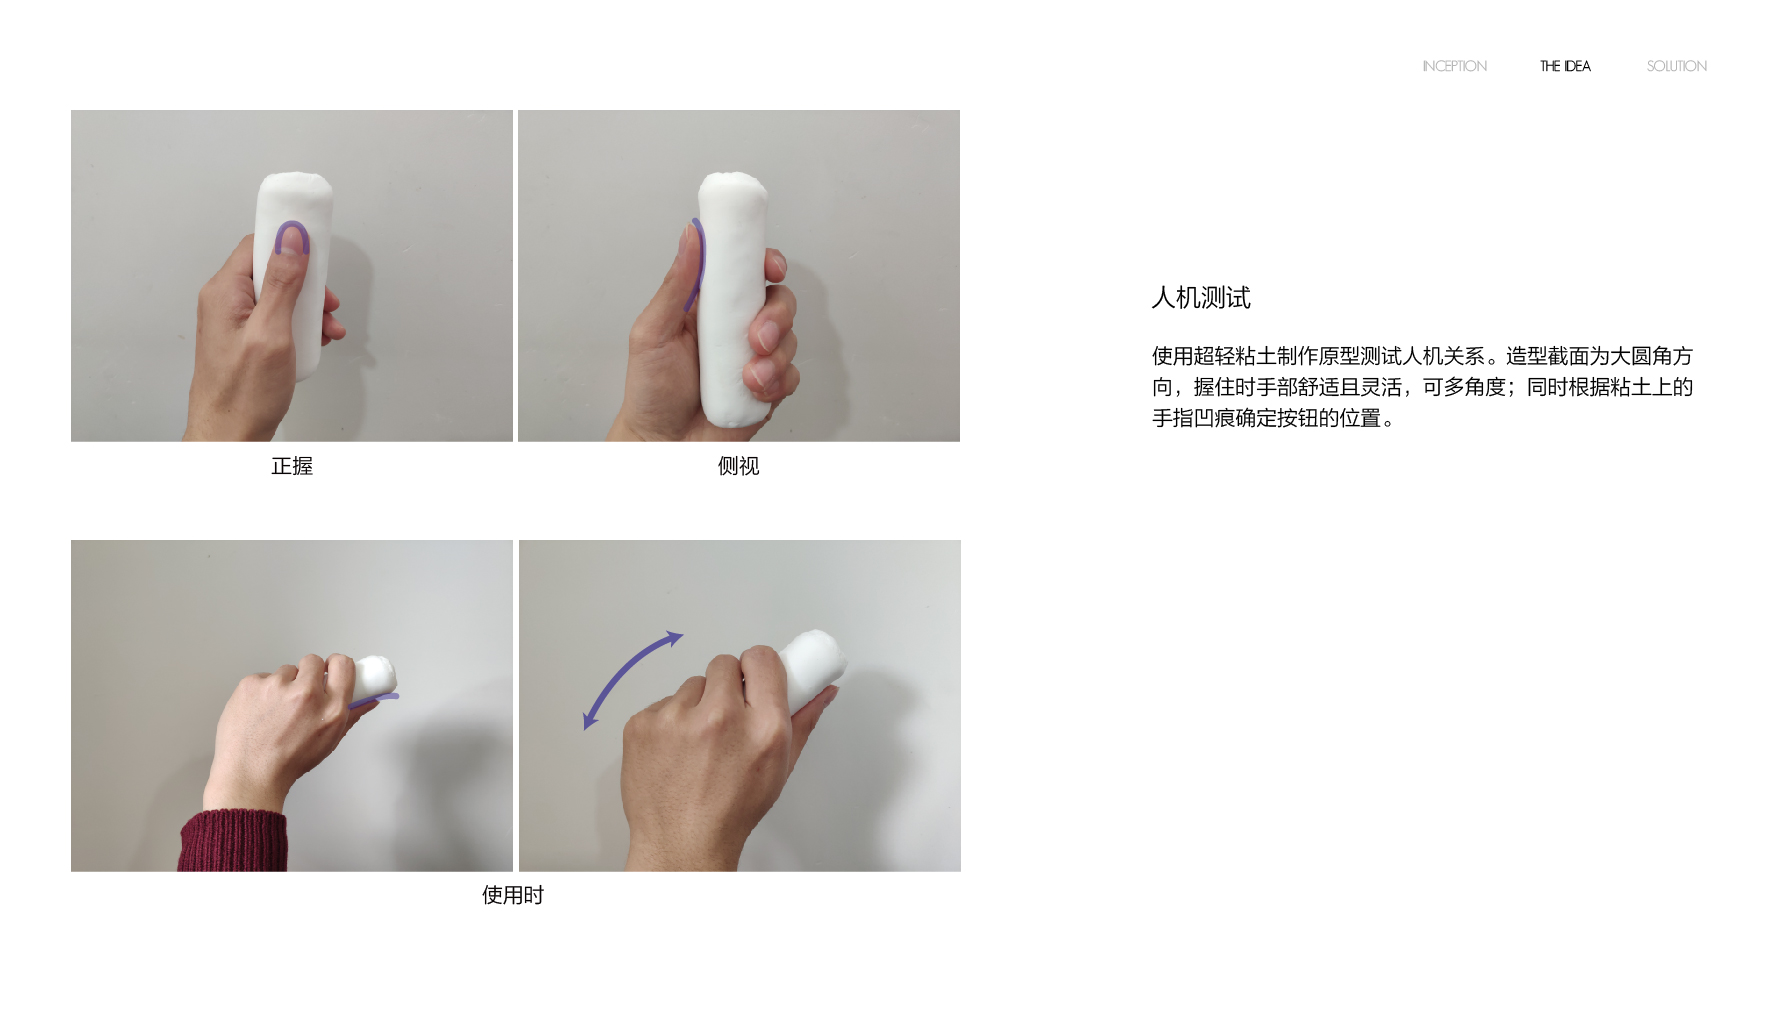 INCEPTION THE IDEA SOLUTION
人机测试
使用超轻粘土制作原型测试人机关系。造型截面为大圆角方
向，握住时手部舒适且灵活，可多角度；同时根据粘土上的
手指凹痕确定按钮的位置。
正握
侧视
使用时